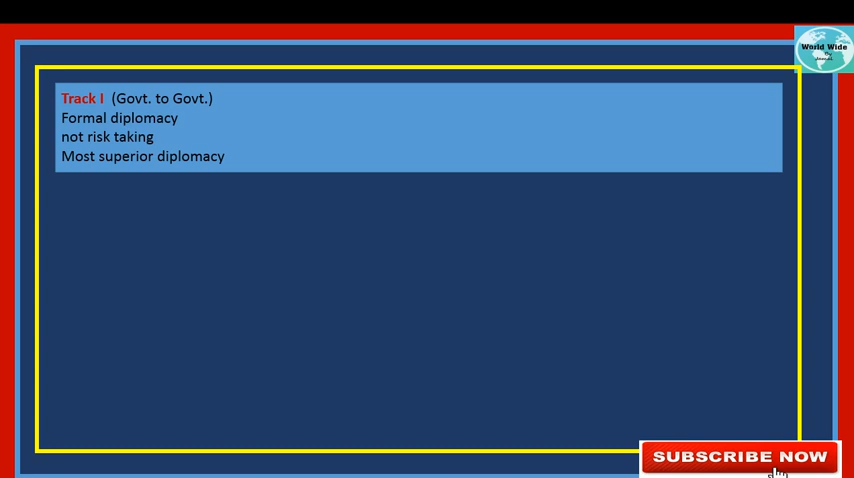 World Wide
Track I (Govt. to Govt.)
Formal diplomacy
not risk taking
Most superior diplomacy
SUBSCRIBE NOW